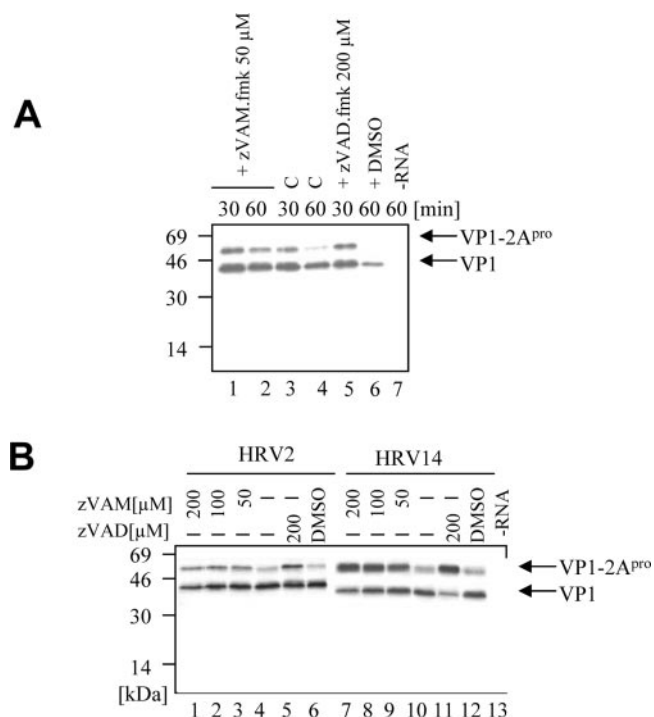 A
+ zVAM.fmk 50 µM
C
C
+ zVAD.fmk 200 µM
+ DMSO
-RNA
30 60 30 60 30 60 60 [min]
69
VP1-2Apro
46
VP1
30
14
1 2 3 4 5 6 7
B
HRV2 HRV14
zVAM[µM] 200 100 50 – – DMSO 200 100 50 – – DMSO -RNA
zVAD[µM] – – – – 200 – – – – 200
69
VP1-2Apro
46
VP1
30
14
[kDa]
1 2 3 4 5 6 7 8 9 10 11 12 13